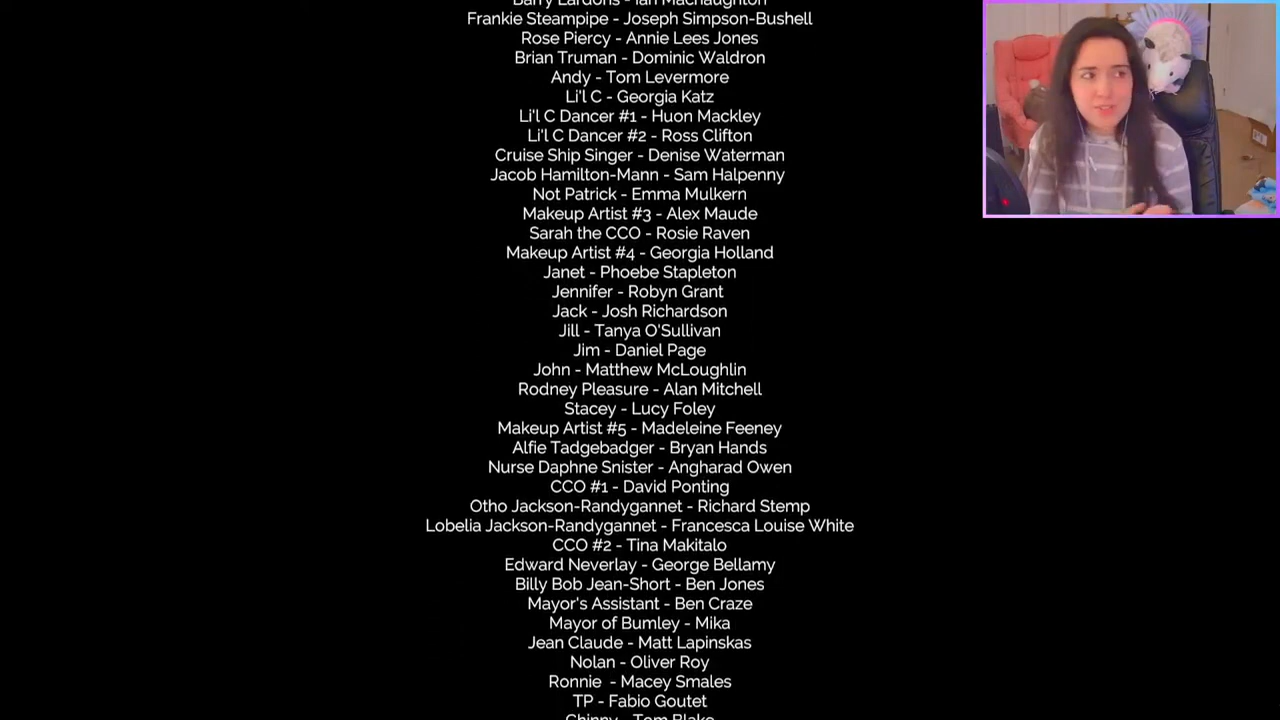 Barry Lardons - Ian Machaughton
Frankie Steampipe - Joseph Simpson-Bushell
Rose Piercy - Annie Lees Jones
Brian Truman - Dominic Waldron
Andy - Tom Levermore
Li'l C - Georgia Katz
Li'l C Dancer #1 - Huon Mackley
Li'l C Dancer #2 - Ross Clifton
Cruise Ship Singer - Denise Waterman
Jacob Hamilton-Mann - Sam Halpenny
Not Patrick - Emma Mulkern
Makeup Artist #3 - Alex Maude
Sarah the CCO - Rosie Raven
Makeup Artist #4 - Georgia Holland
Janet - Phoebe Stapleton
Jennifer - Robyn Grant
Jack - Josh Richardson
Jill - Tanya O'Sullivan
Jim - Daniel Page
John - Matthew McLoughlin
Rodney Pleasure - Alan Mitchell
Stacey - Lucy Foley
Makeup Artist #5 - Madeleine Feeney
Alfie Tadgebadger - Bryan Hands
Nurse Daphne Snister - Angharad Owen
CCO #1 - David Ponting
Otho Jackson-Randygannet - Richard Stemp
Lobelia Jackson-Randygannet - Francesca Louise White
CCO #2 - Tina Makitalo
Edward Neverlay - George Bellamy
Billy Bob Jean-Short - Ben Jones
Mayor's Assistant - Ben Craze
Mayor of Bumley - Mika
Jean Claude - Matt Lapinskas
Nolan - Oliver Roy
Ronnie  - Macey Smales
TP - Fabio Goutet
Chippy - Tom Blake